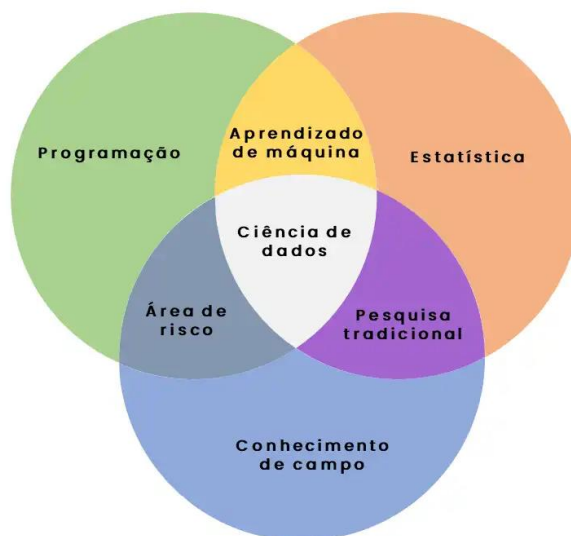 Programação
Aprendizado
de máquina
Estatística
Ciência de
dados
Área de
risco
Pesquisa
tradicional
Conhecimento
de campo